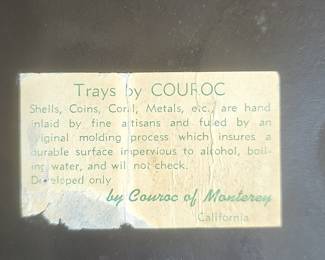 Trays by COUROC
Shells, Coins, Coral, Metals, etc., are hand
inlaid by fine artisans and fused by an
original molding process which insures a
durable surface impervious to alcohol, boil-
ing water, and will not check.
Developed only
by Couroc of Monterey
California